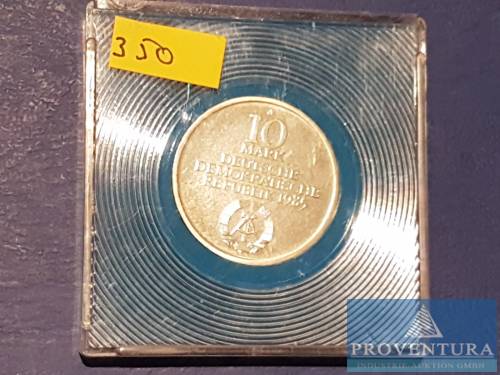 350
A
10
MARK
DEUTSCHE
DEMOKRATISCHE
REPUBLIK 1985
PROVENTURA
INDUSTRIE-AUKTION GMBH